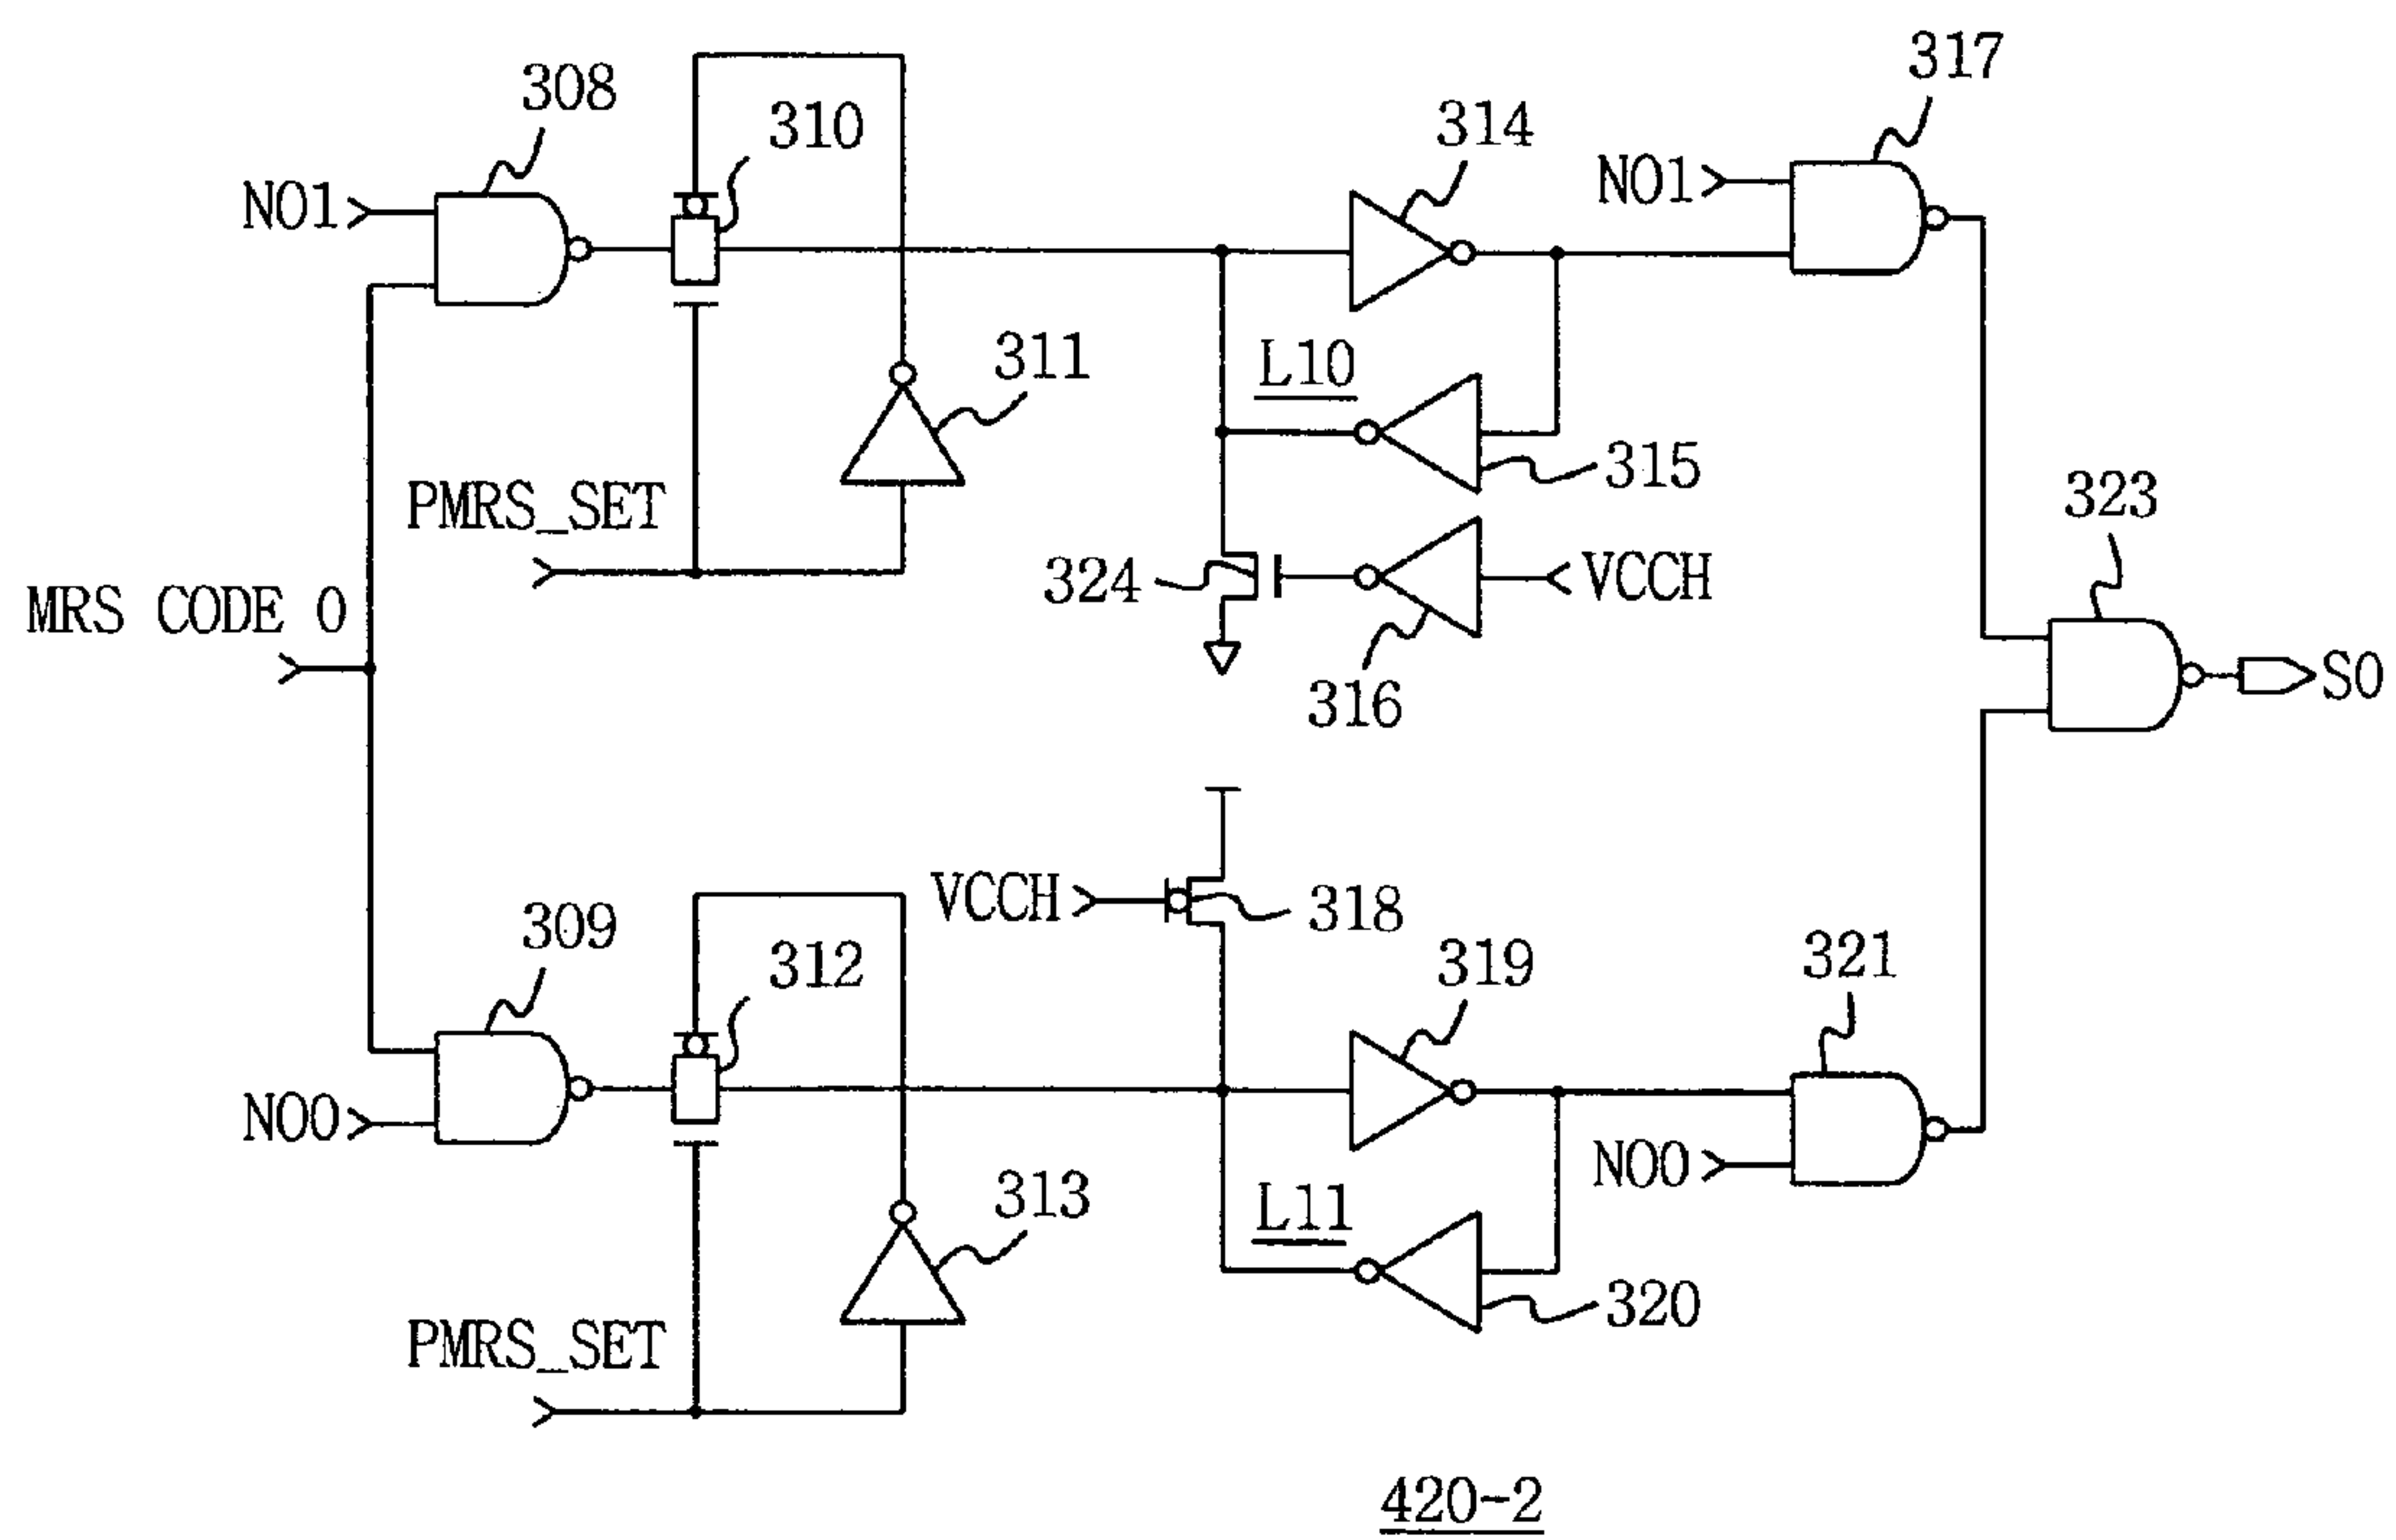 317
308
310
314
NO1
NO1
311
L10
315
PMRS_SET
323
324
VCCH
MRS CODE 0
316
S0
VCCH
318
309
312
319
321
NO0
NO0
313
L11
320
PMRS_SET
420-2